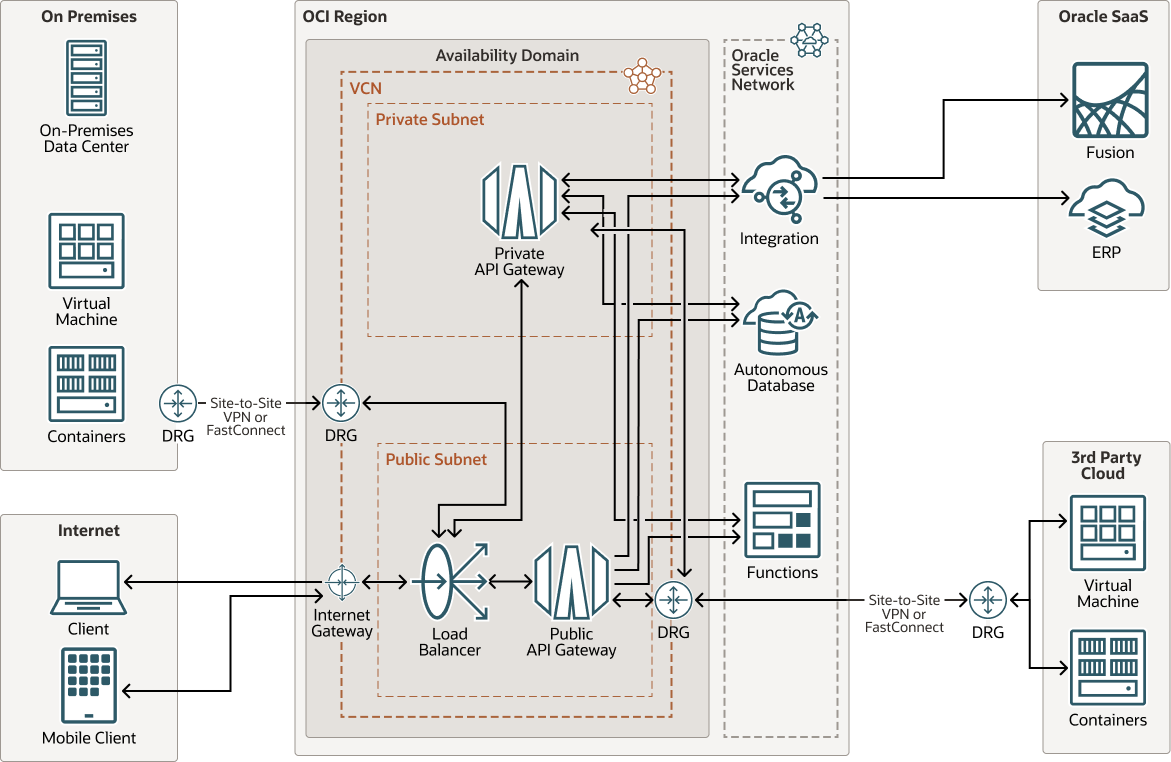 On Premises
On-Premises
Data Center
Virtual
Machine
Containers
DRG
Site-to-Site
VPN or
FastConnect
Internet
Client
Mobile Client
OCI Region
Availability Domain
VCN
Private Subnet
Private
API Gateway
DRG
Public Subnet
Internet
Gateway
Load
Balancer
Public
API Gateway
DRG
Oracle
Services
Network
Integration
A
Autonomous
Database
Functions
Oracle SaaS
Fusion
ERP
Site-to-Site
VPN or
FastConnect
DRG
3rd Party
Cloud
Virtual
Machine
Containers